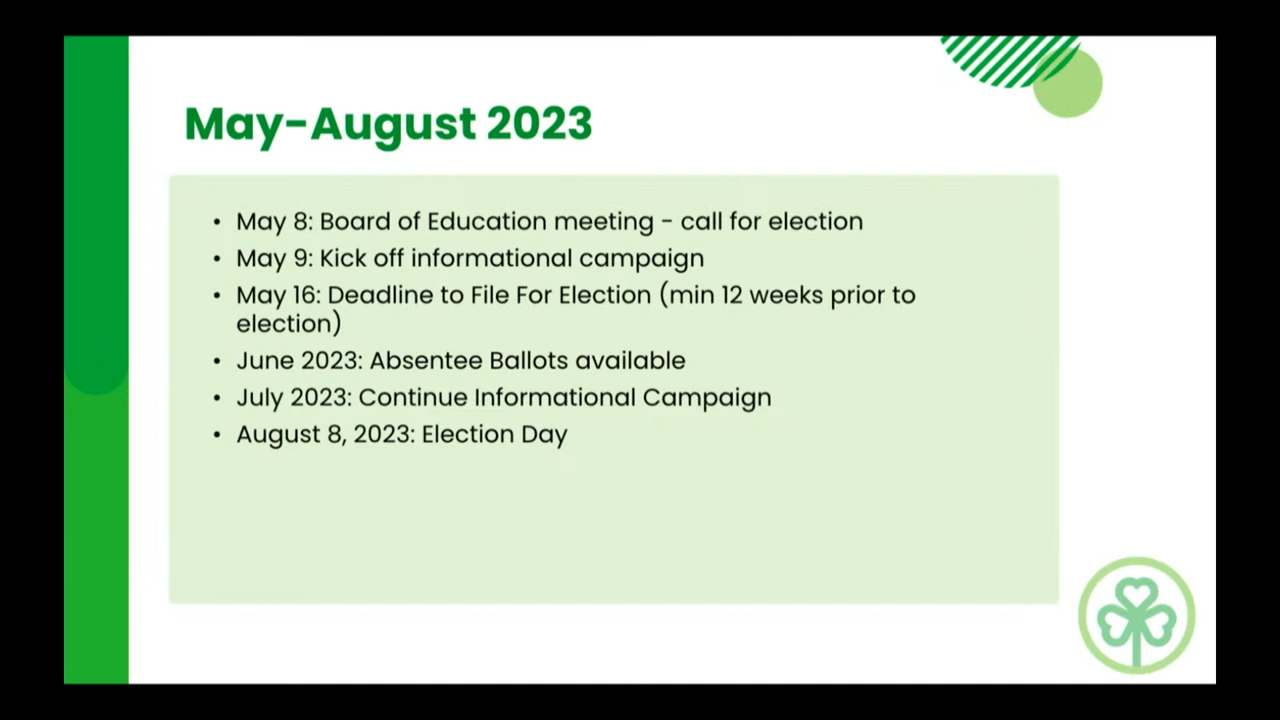 May-August 2023
• May 8: Board of Education meeting - call for election
• May 9: Kick off informational campaign
• May 16: Deadline to File For Election (min 12 weeks prior to
election)
• June 2023: Absentee Ballots available
• July 2023: Continue Informational Campaign
• August 8, 2023: Election Day